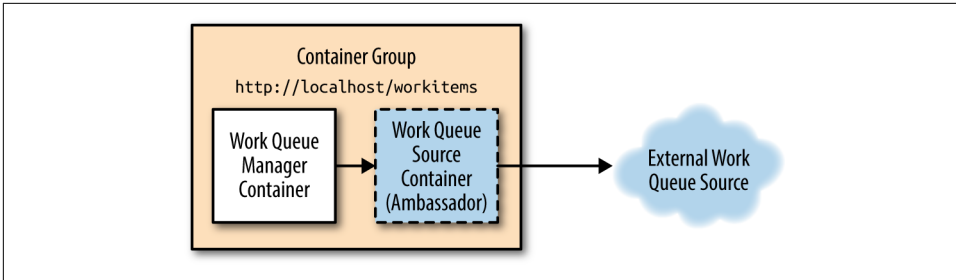 Container Group
http://localhost/workitems
Work Queue
Manager
Container
Work Queue
Source
Container
(Ambassador)
External Work
Queue Source